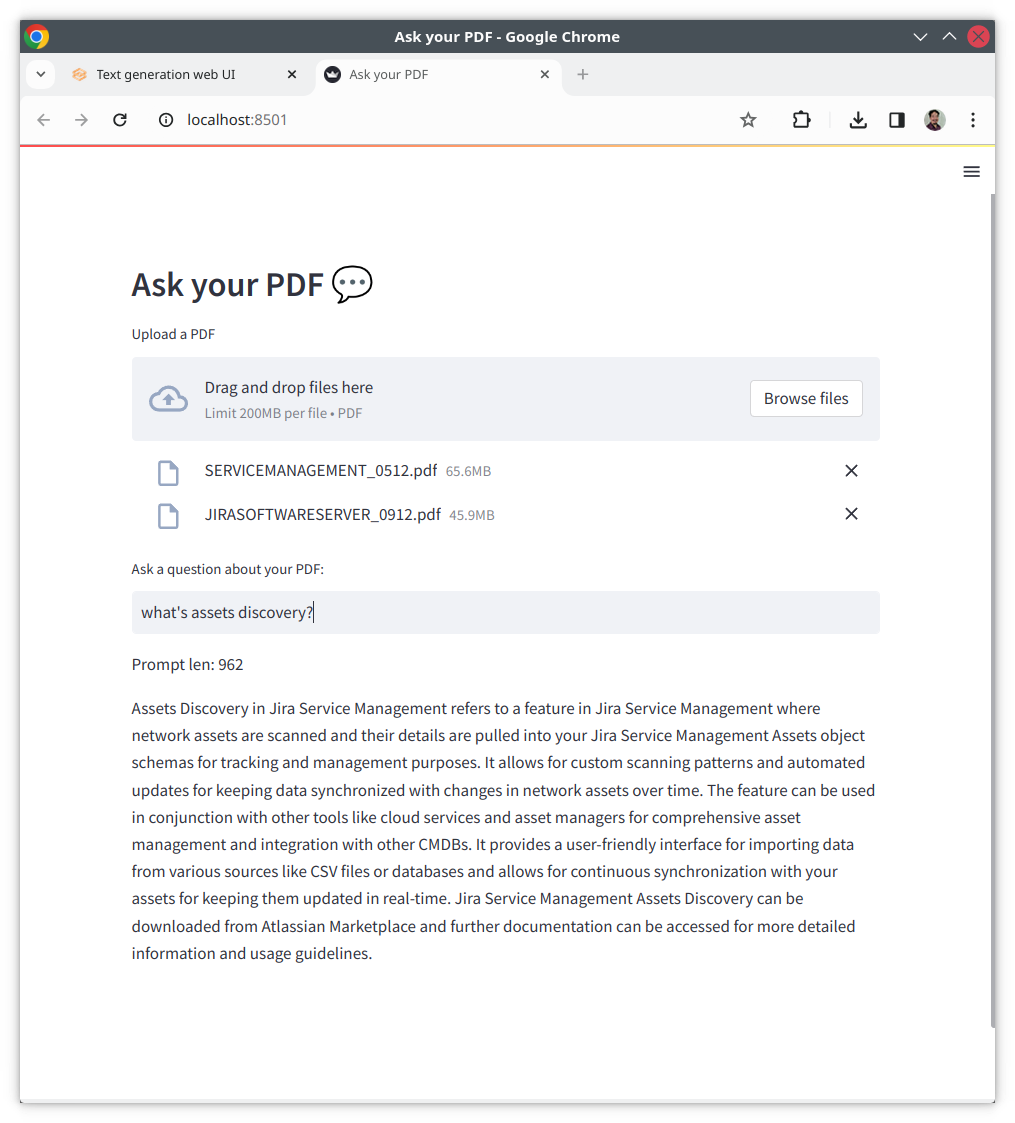 Ask your PDF - Google Chrome
Text generation web UI
Ask your PDF
localhost:8501
Ask your PDF
Upload a PDF
Drag and drop files here
Limit 200MB per file • PDF
Browse files
SERVICEMANAGEMENT_0512.pdf 65.6MB
JIRASOFTWARESERVER_0912.pdf 45.9MB
Ask a question about your PDF:
what's assets discovery?
Prompt len: 962
Assets Discovery in Jira Service Management refers to a feature in Jira Service Management where
network assets are scanned and their details are pulled into your Jira Service Management Assets object
schemas for tracking and management purposes. It allows for custom scanning patterns and automated
updates for keeping data synchronized with changes in network assets over time. The feature can be used
in conjunction with other tools like cloud services and asset managers for comprehensive asset
management and integration with other CMDBs. It provides a user-friendly interface for importing data
from various sources like CSV files or databases and allows for continuous synchronization with your
assets for keeping them updated in real-time. Jira Service Management Assets Discovery can be
downloaded from Atlassian Marketplace and further documentation can be accessed for more detailed
information and usage guidelines.